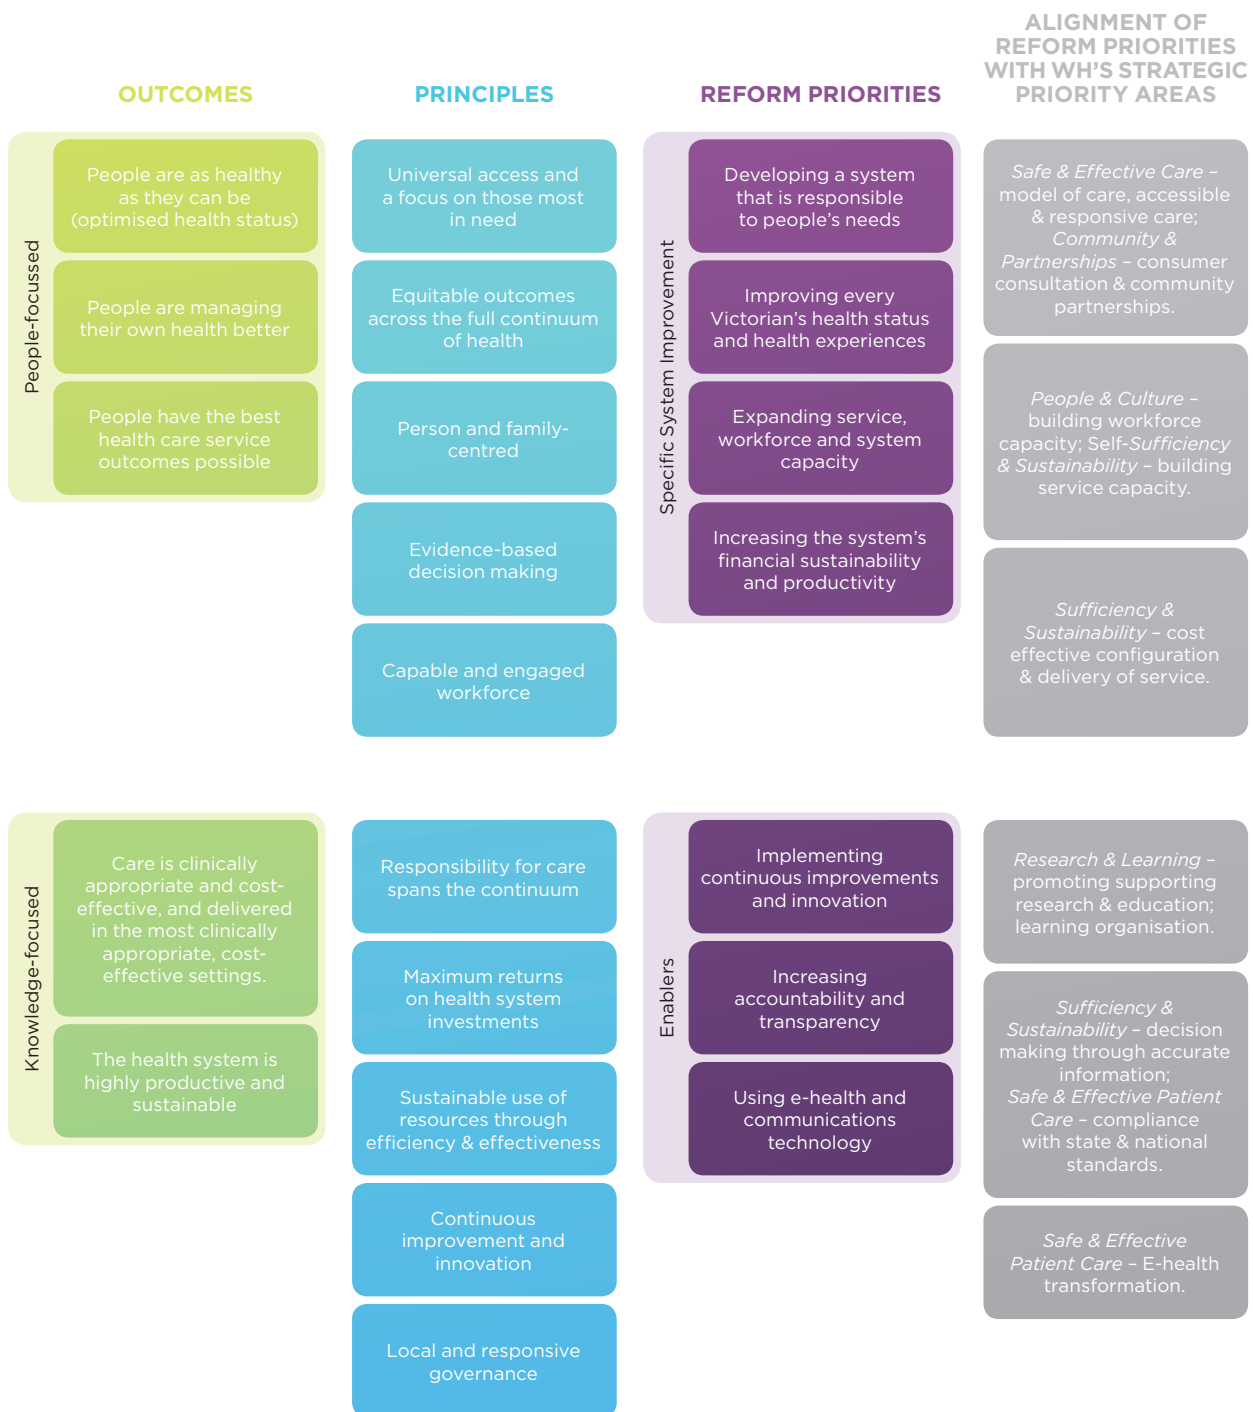 OUTCOMES
People-focussed
People are as healthy
as they can be
(optimised health status)
People are managing
their own health better
People have the best
health care service
outcomes possible
Knowledge-focused
Care is clinically
appropriate and cost-
effective, and delivered
in the most clinically
appropriate, cost-
effective settings.
The health system is
highly productive and
sustainable
PRINCIPLES
Universal access and
a focus on those most
in need
Equitable outcomes
across the full continuum
of health
Person and family-
centred
Evidence-based
decision making
Capable and engaged
workforce
Responsibility for care
spans the continuum
Maximum returns
on health system
investments
Sustainable use of
resources through
efficiency & effectiveness
Continuous
improvement and
innovation
Local and responsive
governance
REFORM PRIORITIES
Specific System Improvement
Developing a system
that is responsible
to people’s needs
Improving every
Victorian’s health status
and health experiences
Expanding service,
workforce and system
capacity
Increasing the system’s
financial sustainability
and productivity
Enablers
Implementing
continuous improvements
and innovation
Increasing
accountability and
transparency
Using e-health and
communications
technology
ALIGNMENT OF
REFORM PRIORITIES
WITH WH’S STRATEGIC
PRIORITY AREAS
Safe & Effective Care –
model of care, accessible
& responsive care;
Community &
Partnerships – consumer
consultation & community
partnerships.
People & Culture –
building workforce
capacity; Self-Sufficiency
& Sustainability – building
service capacity.
Sufficiency &
Sustainability – cost
effective configuration
& delivery of service.
Research & Learning –
promoting supporting
research & education;
learning organisation.
Sufficiency &
Sustainability – decision
making through accurate
information;
Safe & Effective Patient
Care – compliance
with state & national
standards.
Safe & Effective
Patient Care – E-health
transformation.